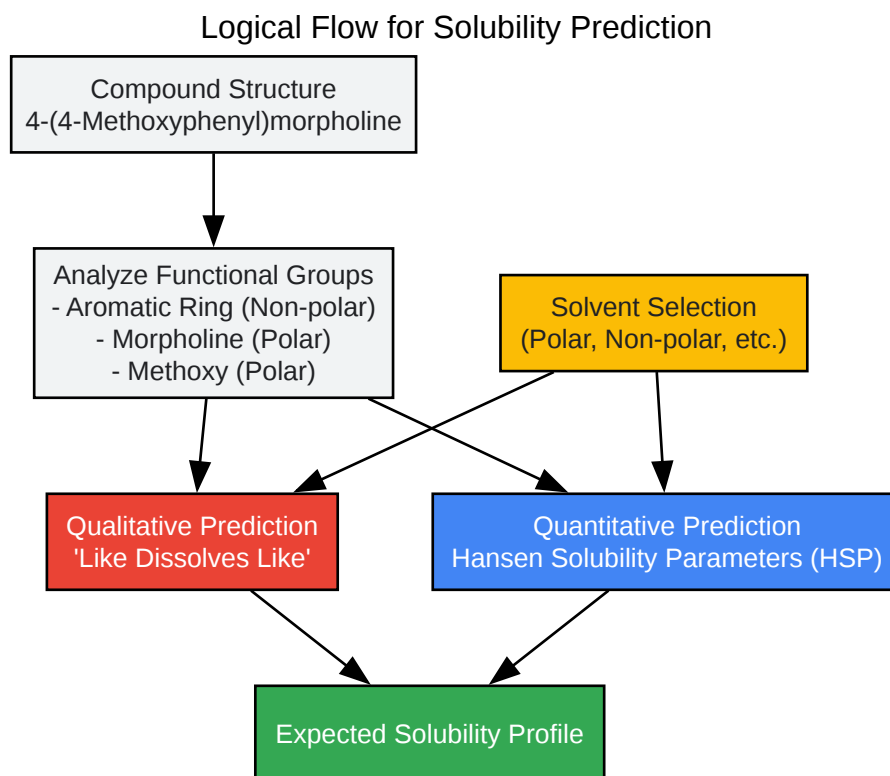 Logical Flow for Solubility Prediction
Compound Structure
4-(4-Methoxyphenyl)morpholine
Analyze Functional Groups
- Aromatic Ring (Non-polar)
- Morpholine (Polar)
- Methoxy (Polar)
Solvent Selection
(Polar, Non-polar, etc.)
Qualitative Prediction
'Like Dissolves Like'
Quantitative Prediction
Hansen Solubility Parameters (HSP)
Expected Solubility Profile